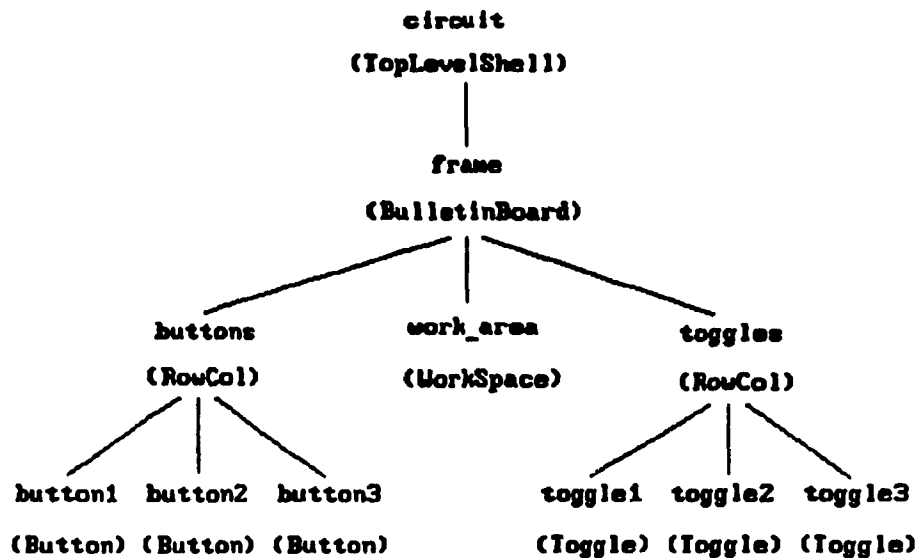 circuit
(TopLevelShell)
frame
(BulletinBoard)
buttons work_area toggles
(RowCol) (WorkSpace) (RowCol)
button1 button2 button3 toggle1 toggle2 toggle3
(Button) (Button) (Button) (Toggle) (Toggle) (Toggle)